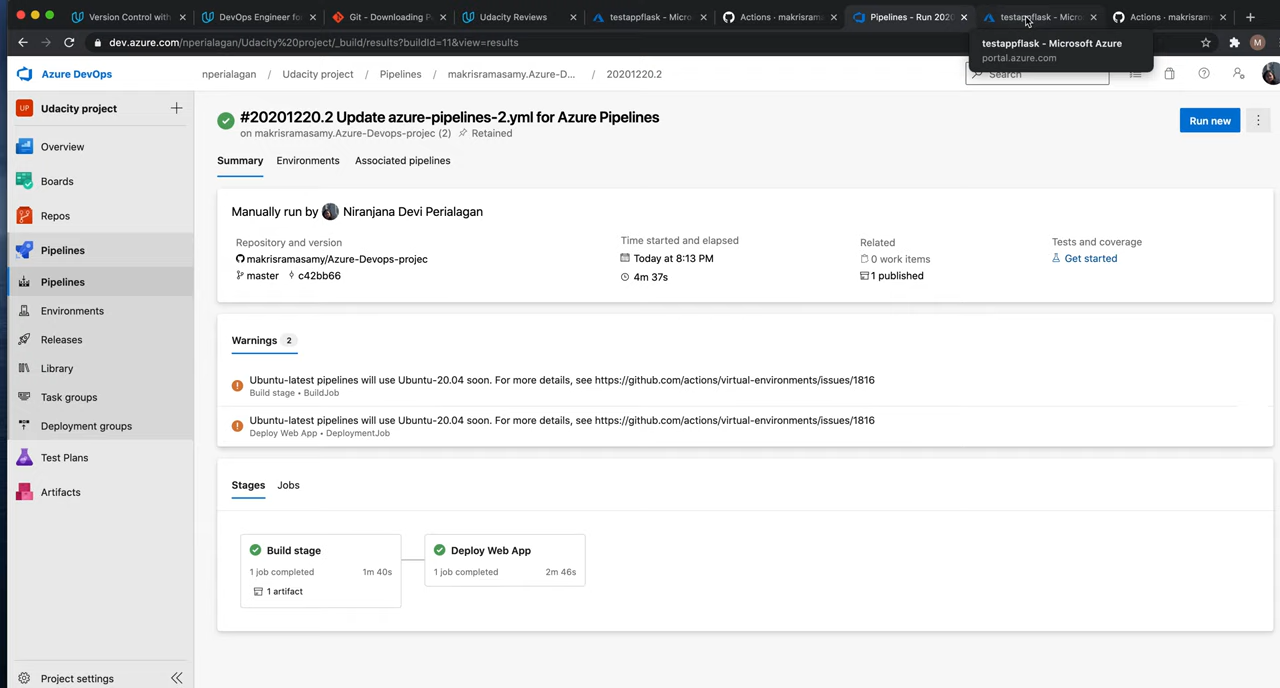 Version Control with
DevOps Engineer fo
Git - Downloading P
Udacity Reviews
testappflask - Micro
Actions · makrisrama
Pipelines - Run 2020
testappflask - Micro
Actions · makrisram
dev.azure.com/nperialagan/Udacity%20project/_build/results?buildId=11&view=results
M
testappflask - Microsoft Azure
portal.azure.com
Azure DevOps
nperialagan / Udacity project / Pipelines / makrisramasamy.Azure-D... / 20201220.2
Search
UP Udacity project
Overview
Boards
Repos
Pipelines
Pipelines
Environments
Releases
Library
Task groups
Deployment groups
Test Plans
Artifacts
Project settings
#20201220.2 Update azure-pipelines-2.yml for Azure Pipelines
on makrisramasamy.Azure-Devops-projec (2) Retained
Run new
Summary Environments Associated pipelines
Manually run by Niranjana Devi Perialagan
Repository and version
makrisramasamy/Azure-Devops-projec
master c42bb66
Time started and elapsed
Today at 8:13 PM
4m 37s
Related
0 work items
1 published
Tests and coverage
Get started
Warnings 2
Ubuntu-latest pipelines will use Ubuntu-20.04 soon. For more details, see https://github.com/actions/virtual-environments/issues/1816
Build stage • BuildJob
Ubuntu-latest pipelines will use Ubuntu-20.04 soon. For more details, see https://github.com/actions/virtual-environments/issues/1816
Deploy Web App • DeploymentJob
Stages Jobs
Build stage
1 job completed 1m 40s
1 artifact
Deploy Web App
1 job completed 2m 46s